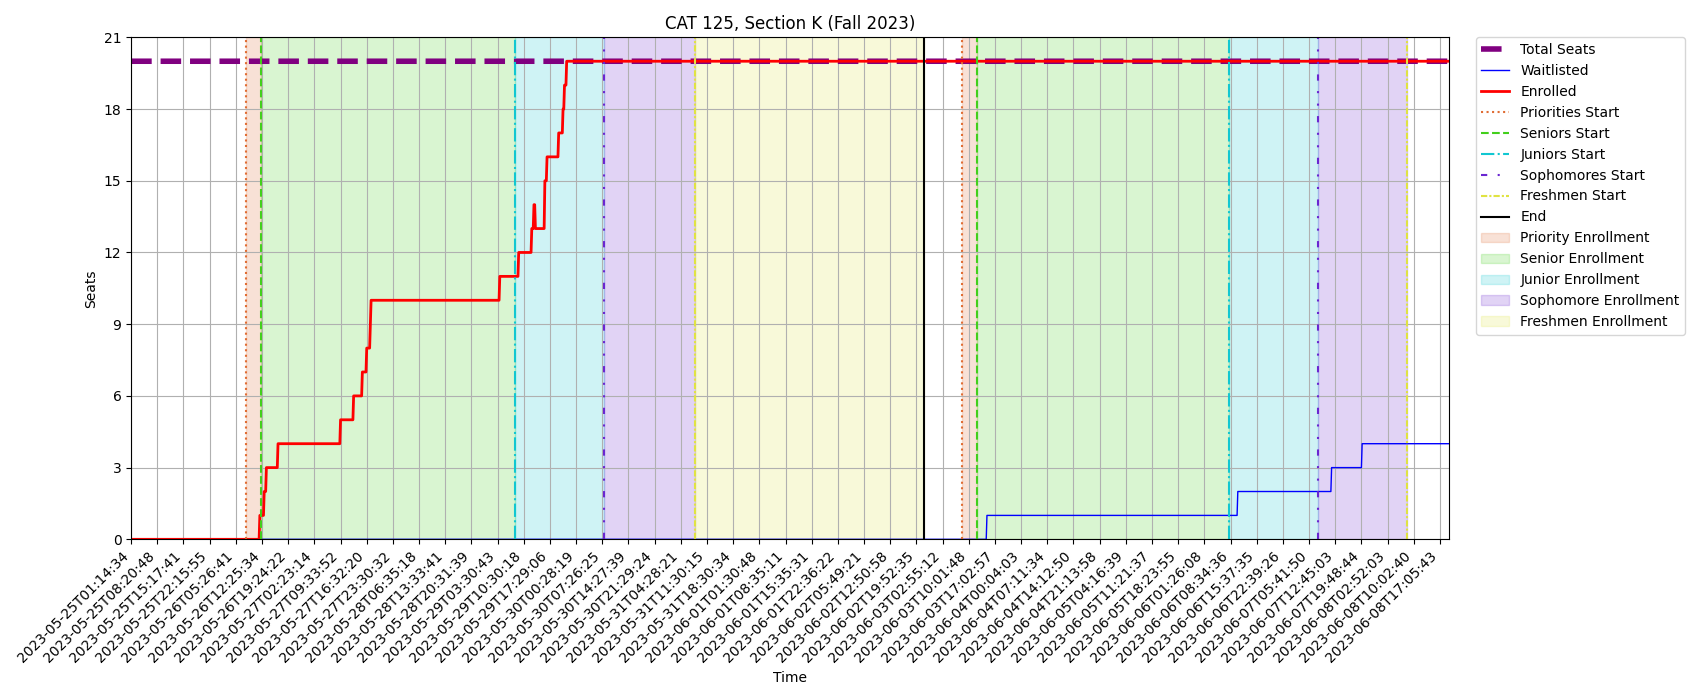 CAT 125, Section K (Fall 2023)
21
18
15
12
9
6
3
0
Seats
2023-05-25T01:14:34
2023-05-25T08:20:48
2023-05-25T15:17:41
2023-05-25T22:15:55
2023-05-26T05:26:41
2023-05-26T12:25:34
2023-05-26T19:24:22
2023-05-27T02:23:14
2023-05-27T09:33:52
2023-05-27T16:32:20
2023-05-27T23:30:32
2023-05-28T06:35:18
2023-05-28T13:33:41
2023-05-28T20:31:39
2023-05-29T03:30:43
2023-05-29T10:30:18
2023-05-29T17:29:06
2023-05-30T00:28:19
2023-05-30T07:26:25
2023-05-30T14:27:39
2023-05-30T21:29:24
2023-05-31T04:28:21
2023-05-31T11:30:15
2023-05-31T18:30:34
2023-06-01T01:30:48
2023-06-01T08:35:11
2023-06-01T15:35:31
2023-06-01T22:36:22
2023-06-02T05:49:21
2023-06-02T12:50:58
2023-06-02T19:52:35
2023-06-03T02:55:12
2023-06-03T10:01:48
2023-06-03T17:02:57
2023-06-04T00:04:03
2023-06-04T07:11:34
2023-06-04T14:12:50
2023-06-04T21:13:58
2023-06-05T04:16:39
2023-06-05T11:21:37
2023-06-05T18:23:55
2023-06-06T01:26:08
2023-06-06T08:34:36
2023-06-06T15:37:35
2023-06-06T22:39:26
2023-06-07T05:41:50
2023-06-07T12:45:03
2023-06-07T19:48:44
2023-06-08T02:52:03
2023-06-08T10:02:40
2023-06-08T17:05:43
Time
Total Seats
Waitlisted
Enrolled
Priorities Start
Seniors Start
Juniors Start
Sophomores Start
Freshmen Start
End
Priority Enrollment
Senior Enrollment
Junior Enrollment
Sophomore Enrollment
Freshmen Enrollment